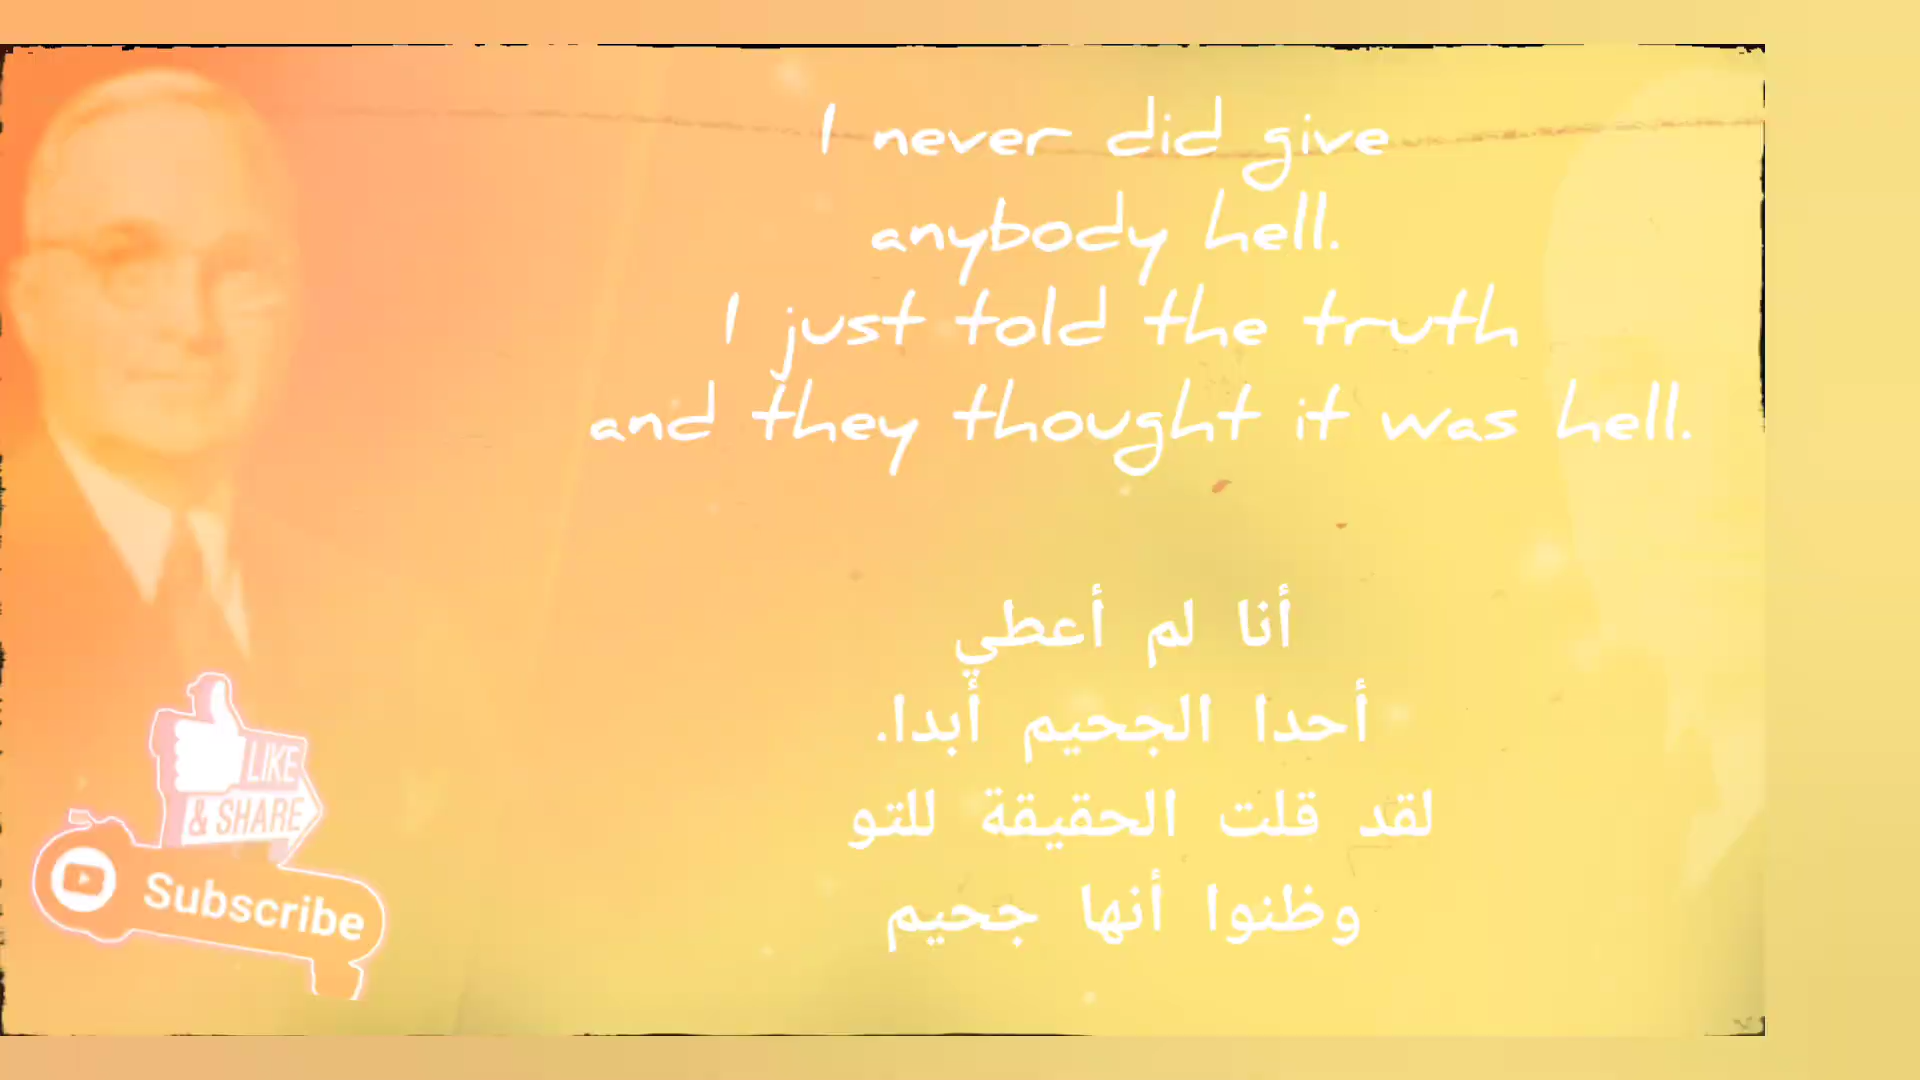 I never did give
anybody hell.
I just told the truth
and they thought it was hell.
أنا لم أعطي
أحدا الجحيم أبدا.
لقد قلت الحقيقة للتو
وظنوا أنها جحيم
LIKE
& SHARE
Subscribe